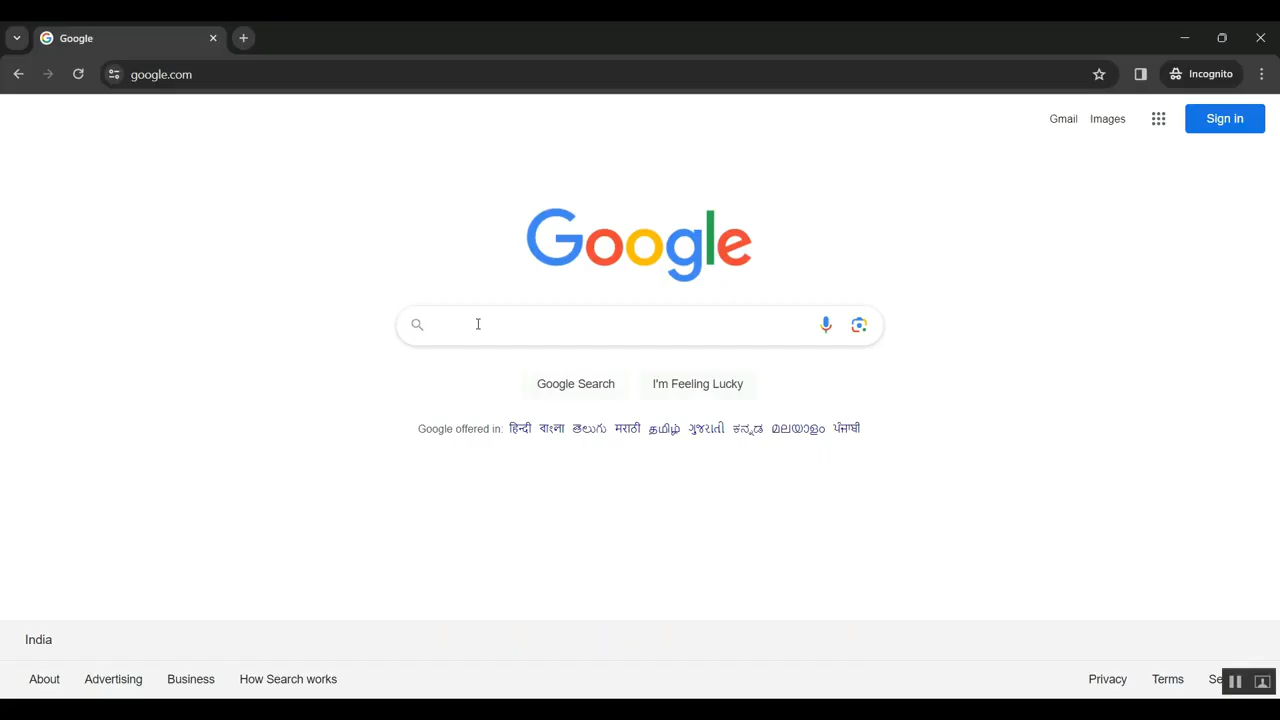 Google
google.com
Incognito
Gmail Images Sign in
Google
Google Search I'm Feeling Lucky
Google offered in: हिन्दी বাংলা తెలుగు मराठी தமிழ் ગુજરાતી ಕನ್ನಡ മലയാളം ਪੰਜਾਬੀ
India
About Advertising Business How Search works Privacy Terms Se